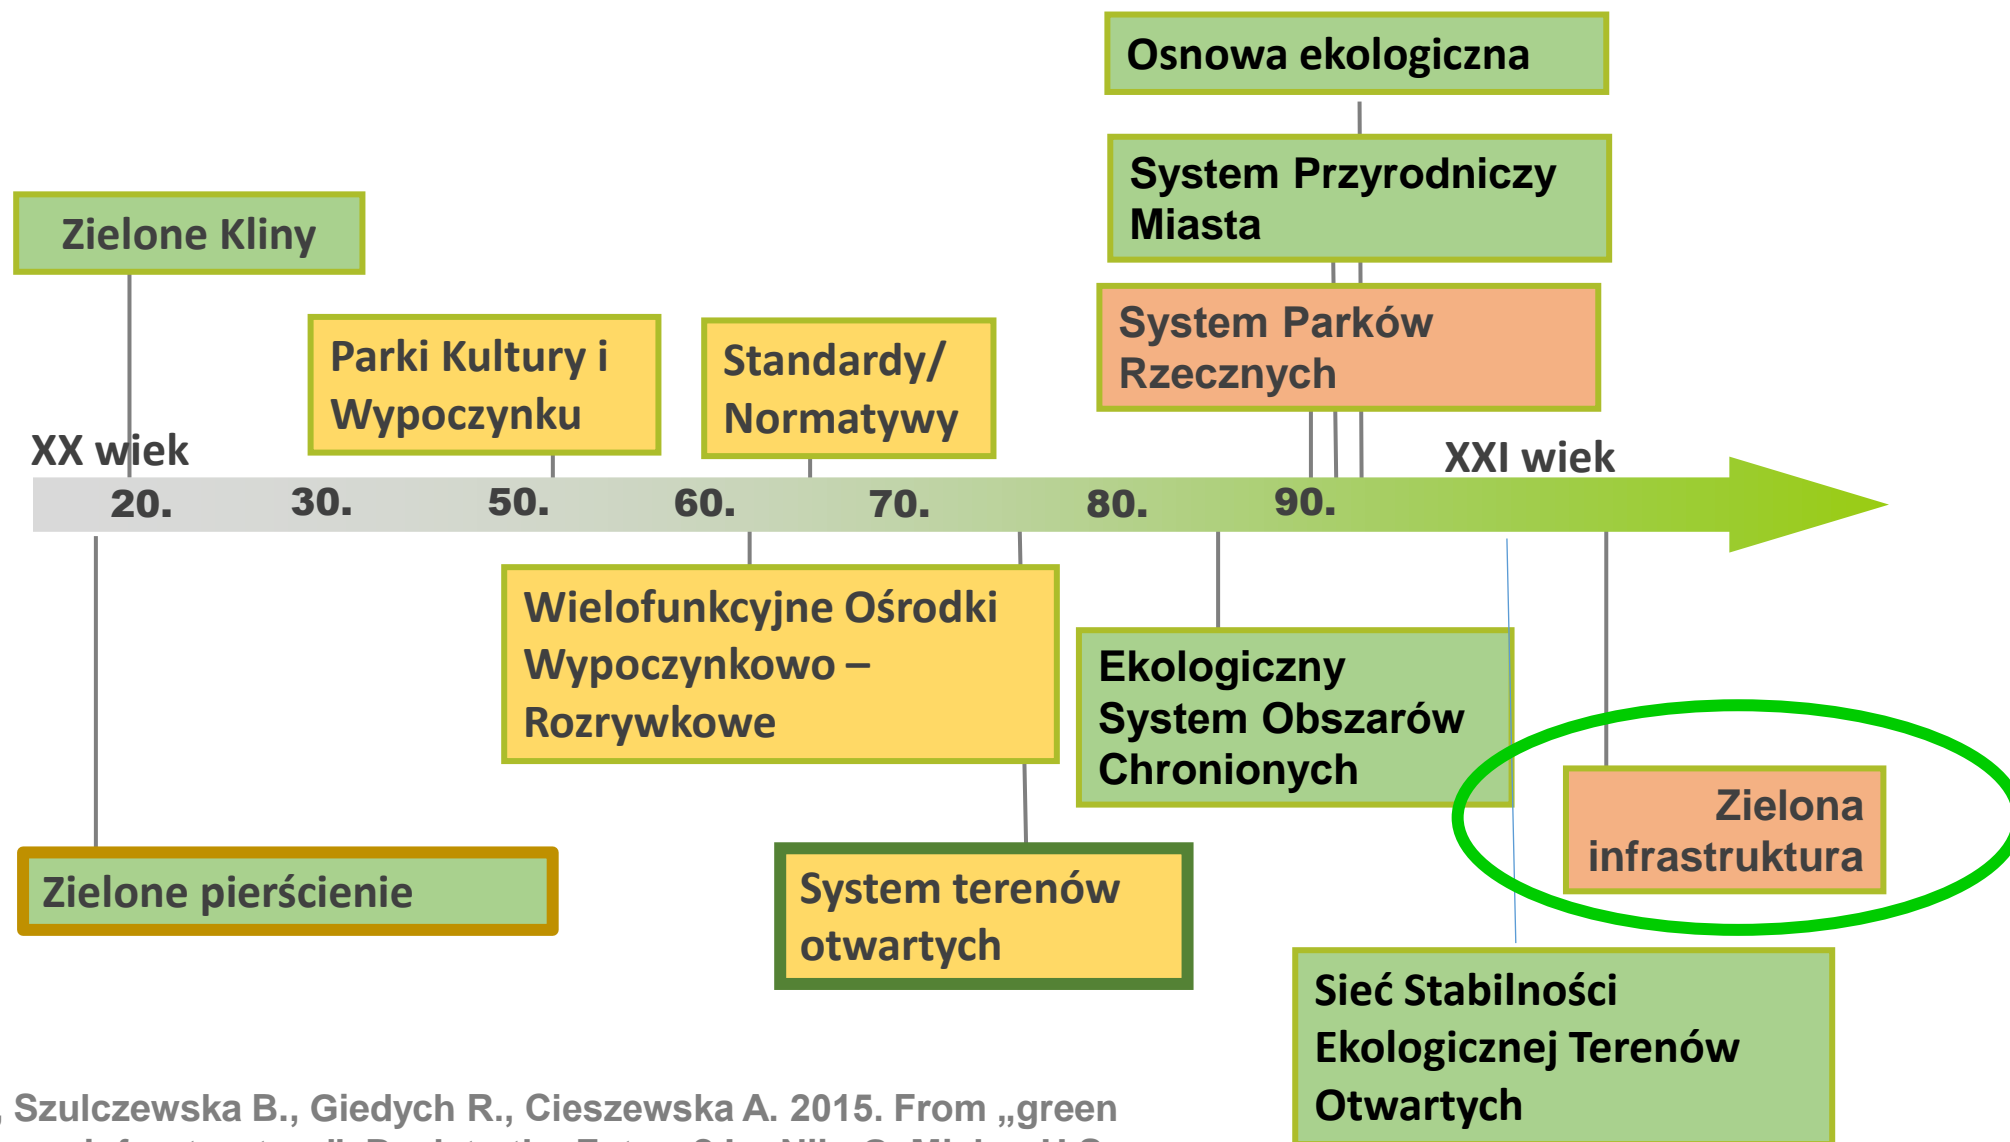 Osnowa ekologiczna
System Przyrodniczy
Miasta
Zielone Kliny
System Parków
Rzecznych
Parki Kultury i
Wypoczynku
Standardy/
Normatywy
XX wiek
XXI wiek
20. 30. 50. 60. 70. 80. 90.
Wielofunkcyjne Ośrodki
Wypoczynkowo –
Rozrywkowe
Ekologiczny
System Obszarów
Chronionych
Zielona
infrastruktura
Zielone pierścienie
System terenów
otwartych
Sieć Stabilności
Ekologicznej Terenów
Otwartych
, Szulczewska B., Giedych R., Cieszewska A. 2015. From „green